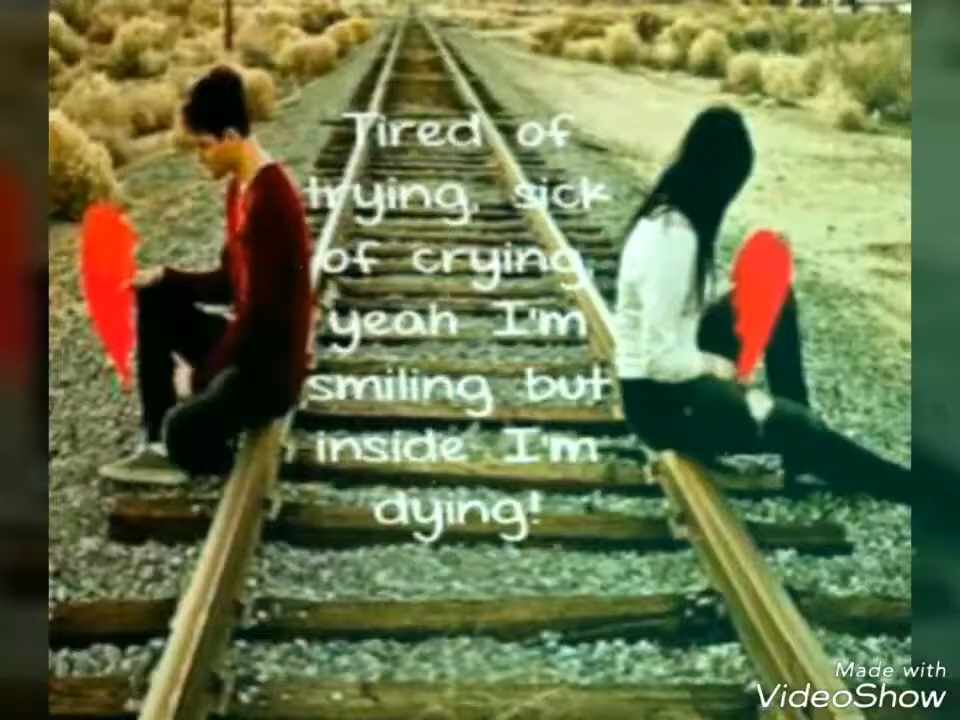 Tired of
trying, sick
of crying,
yeah I'm
smiling but
inside I'm
dying!
Made with
VideoShow